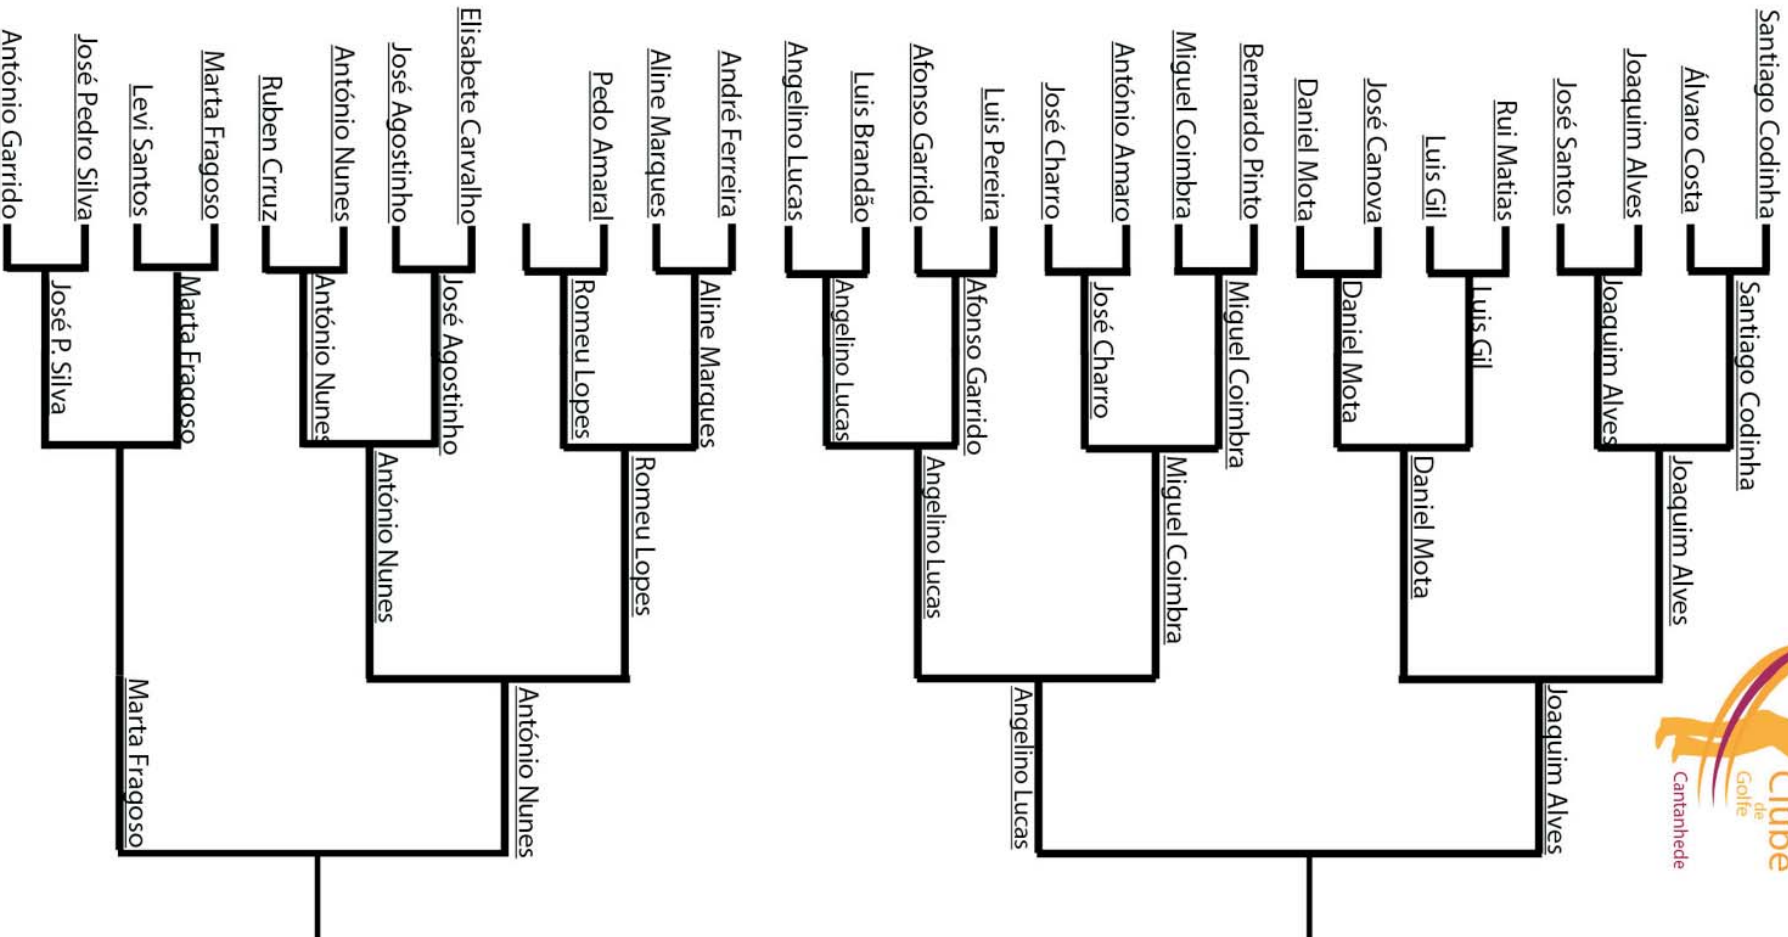 Santiago Codinha
Álvaro Costa
Joaquim Alves
José Santos
Rui Matias
Luis Gil
José Canova
Daniel Mota
Bernardo Pinto
Miguel Coimbra
António Amaro
José Charro
Luis Pereira
Afonso Garrido
Luis Brandão
Angelino Lucas
André Ferreira
Aline Marques
Pedo Amaral
Elisabete Carvalho
José Agostinho
António Nunes
Ruben Crruz
Marta Fragoso
Levi Santos
José Pedro Silva
António Garrido
Santiago Codinha
Joaquim Alves
Luis Gil
Daniel Mota
Miguel Coimbra
José Charro
Afonso Garrido
Angelino Lucas
Aline Marques
Romeu Lopes
José Agostinho
António Nunes
Marta Fragoso
José P. Silva
Joaquim Alves
Daniel Mota
Miguel Coimbra
Angelino Lucas
Romeu Lopes
António Nunes
Joaquim Alves
Angelino Lucas
António Nunes
Marta Fragoso
Clube
de
Golfe
Cantanhede